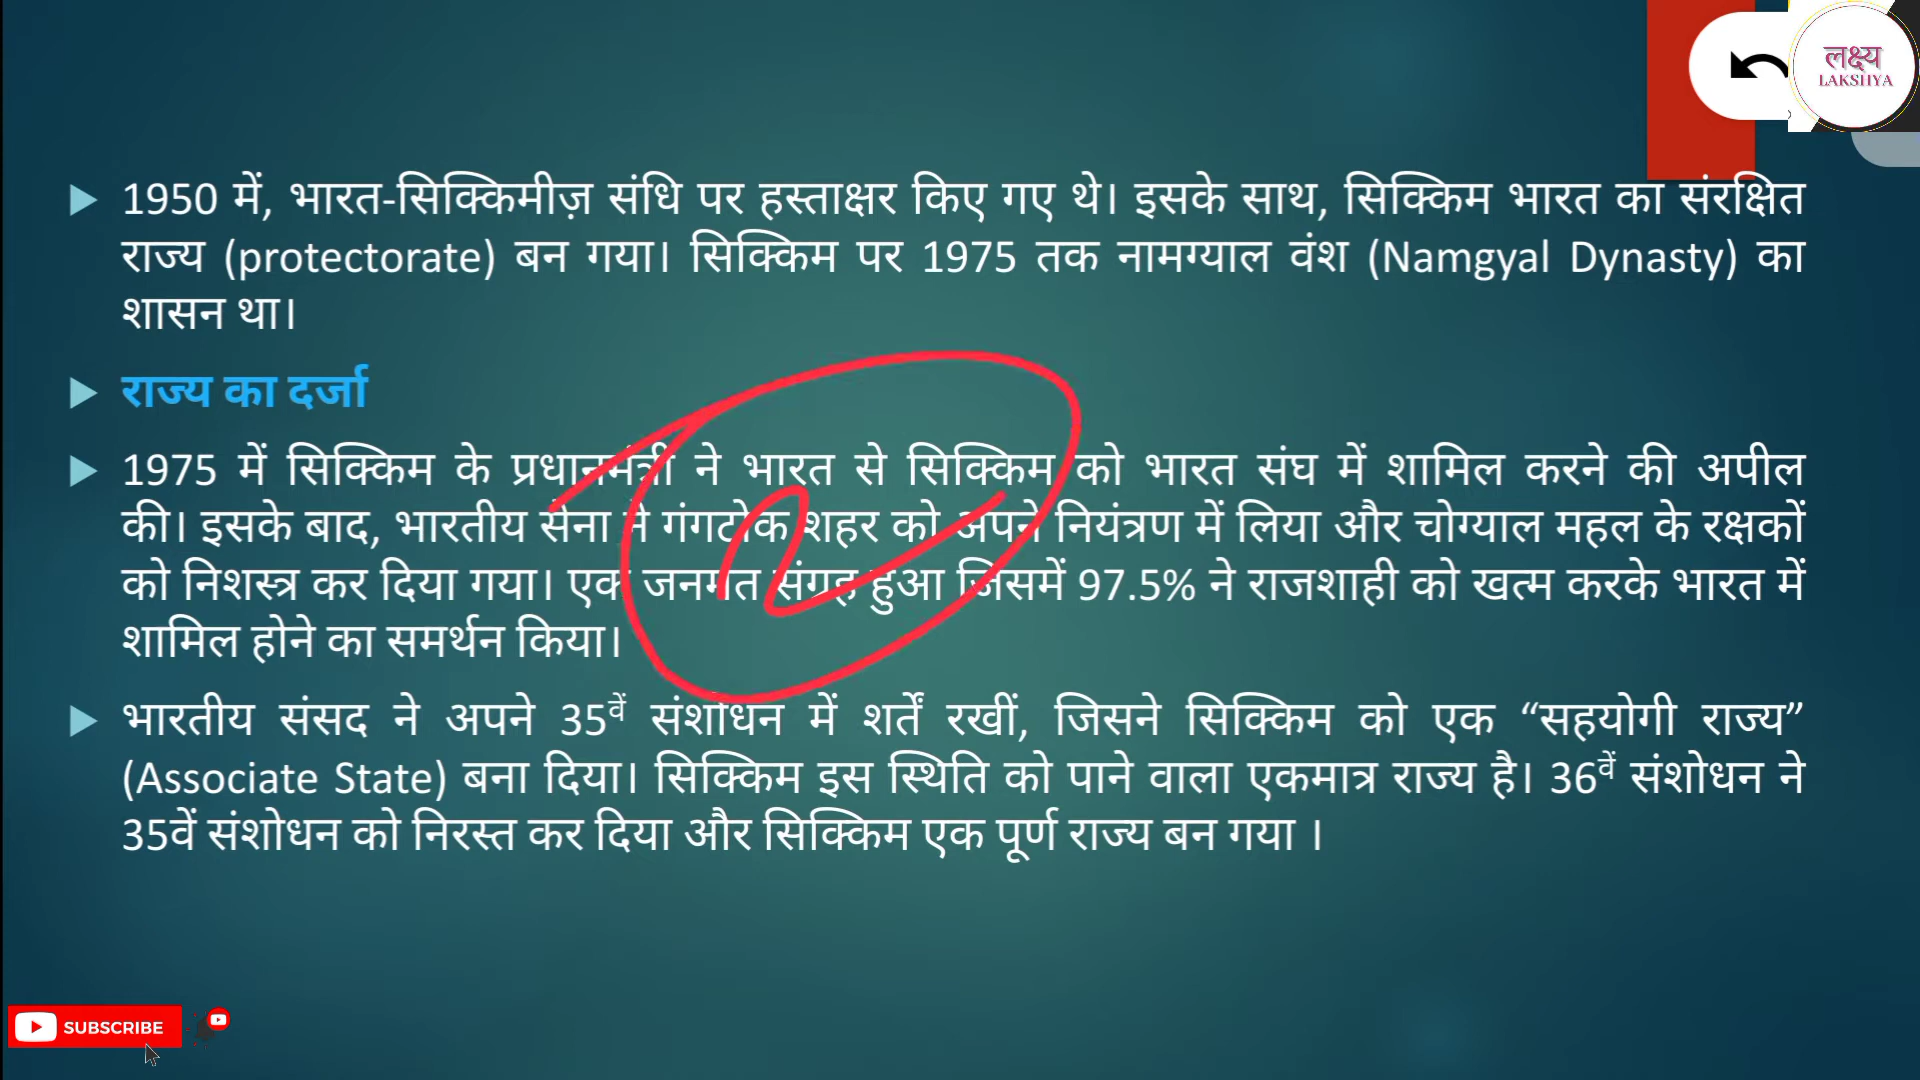 लक्ष्य
LAKSHYA
1950 में, भारत-सिक्किमीज़ संधि पर हस्ताक्षर किए गए थे। इसके साथ, सिक्किम भारत का संरक्षित
राज्य (protectorate) बन गया। सिक्किम पर 1975 तक नामग्याल वंश (Namgyal Dynasty) का
शासन था।
राज्य का दर्जा
1975 में सिक्किम के प्रधानमंत्री ने भारत से सिक्किम को भारत संघ में शामिल करने की अपील
की। इसके बाद, भारतीय सेना ने गंगटोक शहर को अपने नियंत्रण में लिया और चोग्याल महल के रक्षकों
को निशस्त्र कर दिया गया। एक जनमत संग्रह हुआ जिसमें 97.5% ने राजशाही को खत्म करके भारत में
शामिल होने का समर्थन किया।
भारतीय संसद ने अपने 35वें संशोधन में शर्तें रखीं, जिसने सिक्किम को एक “सहयोगी राज्य”
(Associate State) बना दिया। सिक्किम इस स्थिति को पाने वाला एकमात्र राज्य है। 36वें संशोधन ने
35वें संशोधन को निरस्त कर दिया और सिक्किम एक पूर्ण राज्य बन गया ।
2
SUBSCRIBE